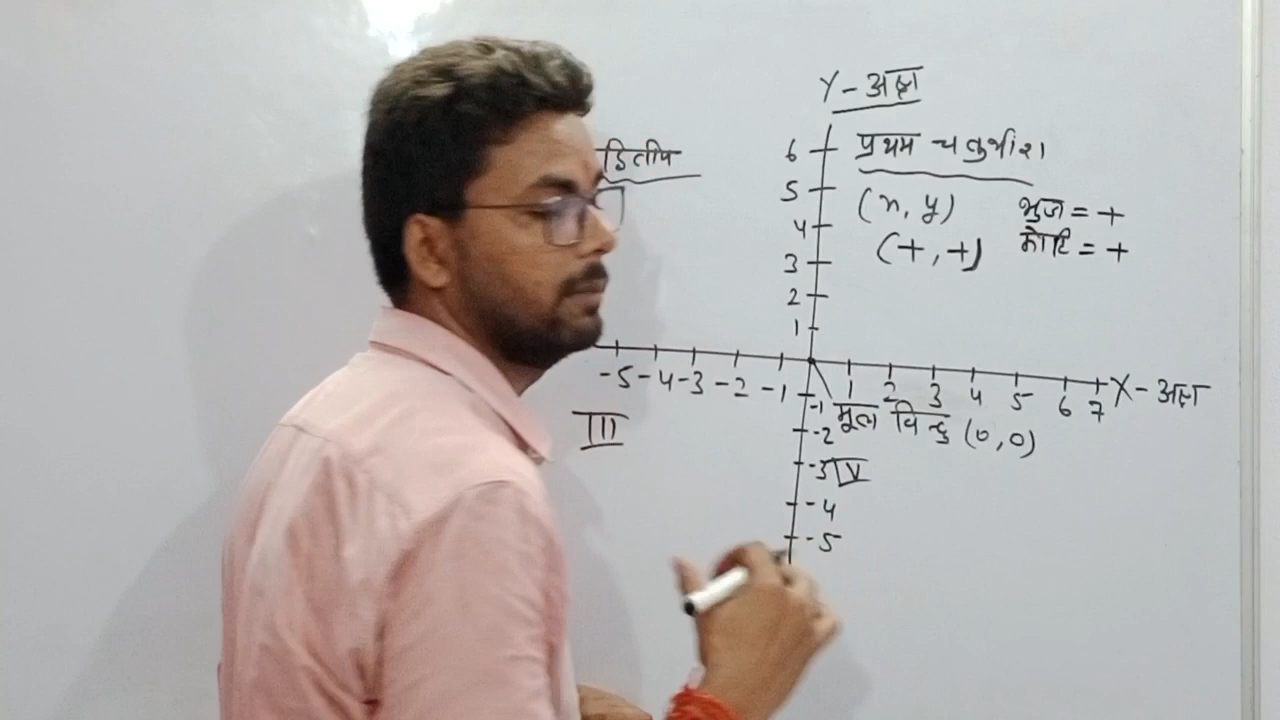 Y-अक्ष
द्वितीय
6 प्रथम चतुर्थांश
5 (x, y) भुज = +
4 (+, +) कोटि = +
3
2
1
-5 -4 -3 -2 -1 1 2 3 4 5 6 7 X-अक्ष
-1 मूल बिन्दु (0, 0)
III -2
-3 IV
-4
-5